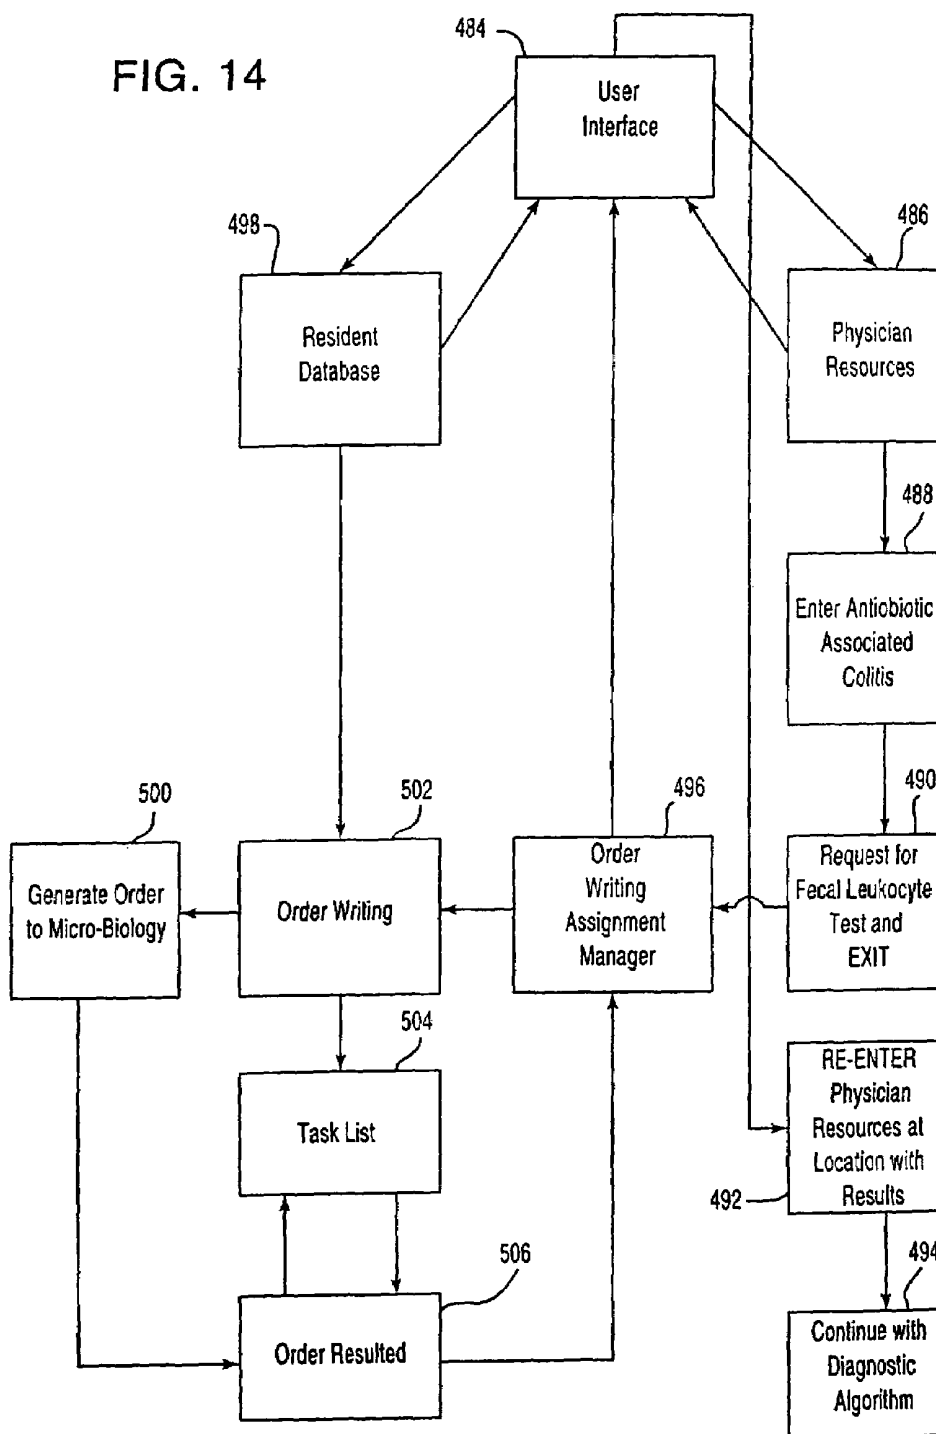 FIG. 14
484
User
Interface
498
Resident
Database
486
Physician
Resources
488
Enter Antiobiotic
Associated
Colitis
500
Generate Order
to Micro-Biology
502
Order Writing
496
Order
Writing
Assignment
Manager
490
Request for
Fecal Leukocyte
Test and
EXIT
504
Task List
RE-ENTER
Physician
Resources at
Location with
Results
492
506
Order Resulted
494
Continue with
Diagnostic
Algorithm